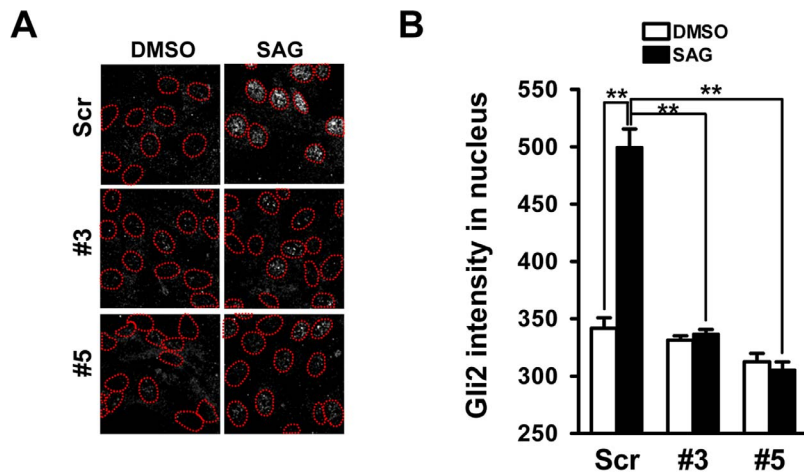 A
DMSO SAG
Scr
#3
#5
B
DMSO
SAG
Gli2 intensity in nucleus
550
500
450
400
350
300
250
**
**
**
Scr #3 #5